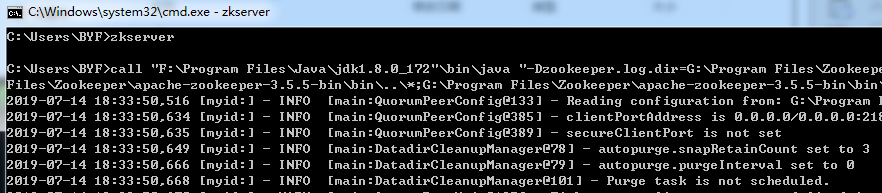 C:\Windows\system32\cmd.exe - zkserver
C:\Users\BYF>zkserver
C:\Users\BYF>call "F:\Program Files\Java\jdk1.8.0_172"\bin\java "-Dzookeeper.log.dir=G:\Program Files\Zookeeper
Files\Zookeeper\apache-zookeeper-3.5.5-bin\bin\..\*;G:\Program Files\Zookeeper\apache-zookeeper-3.5.5-bin\bin\..
2019-07-14 18:33:50,516 [myid:] - INFO  [main:QuorumPeerConfig@133] - Reading configuration from: G:\Program
2019-07-14 18:33:50,634 [myid:] - INFO  [main:QuorumPeerConfig@385] - clientPortAddress is 0.0.0.0/0.0.0.0:218
2019-07-14 18:33:50,635 [myid:] - INFO  [main:QuorumPeerConfig@389] - secureClientPort is not set
2019-07-14 18:33:50,649 [myid:] - INFO  [main:DatadirCleanupManager@78] - autopurge.snapRetainCount set to 3
2019-07-14 18:33:50,666 [myid:] - INFO  [main:DatadirCleanupManager@79] - autopurge.purgeInterval set to 0
2019-07-14 18:33:50,668 [myid:] - INFO  [main:DatadirCleanupManager@101] - Purge task is not scheduled.